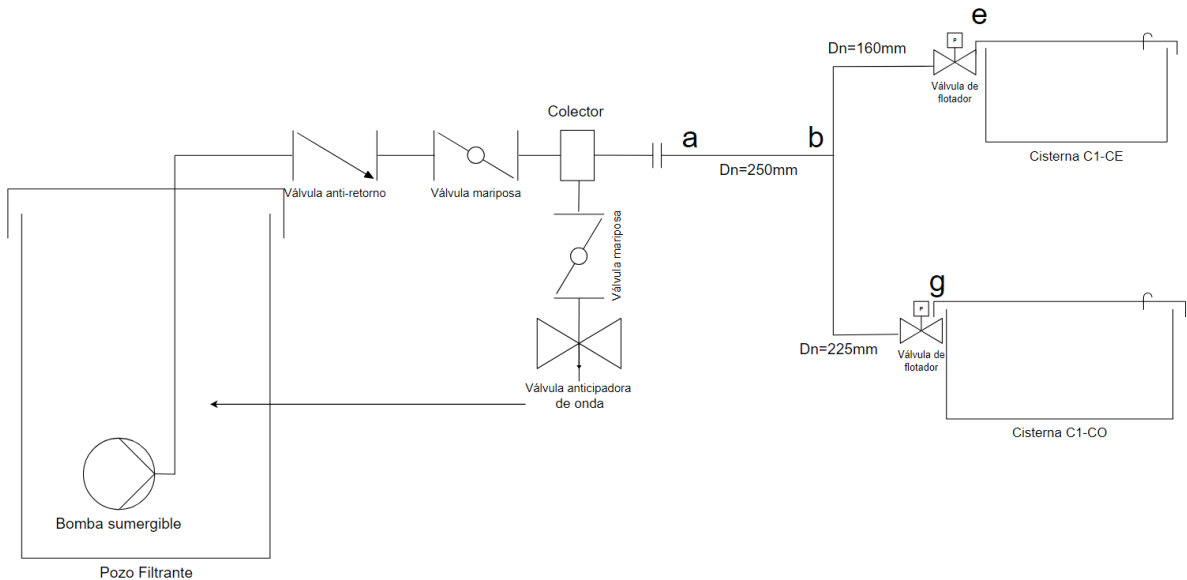 e
Dn=160mm
P
Válvula de
flotador
Cisterna C1-CE
Colector
a
b
Dn=250mm
Válvula anti-retorno
Válvula mariposa
Válvula mariposa
g
P
Dn=225mm
Válvula de
flotador
Válvula anticipadora
de onda
Cisterna C1-CO
Bomba sumergible
Pozo Filtrante